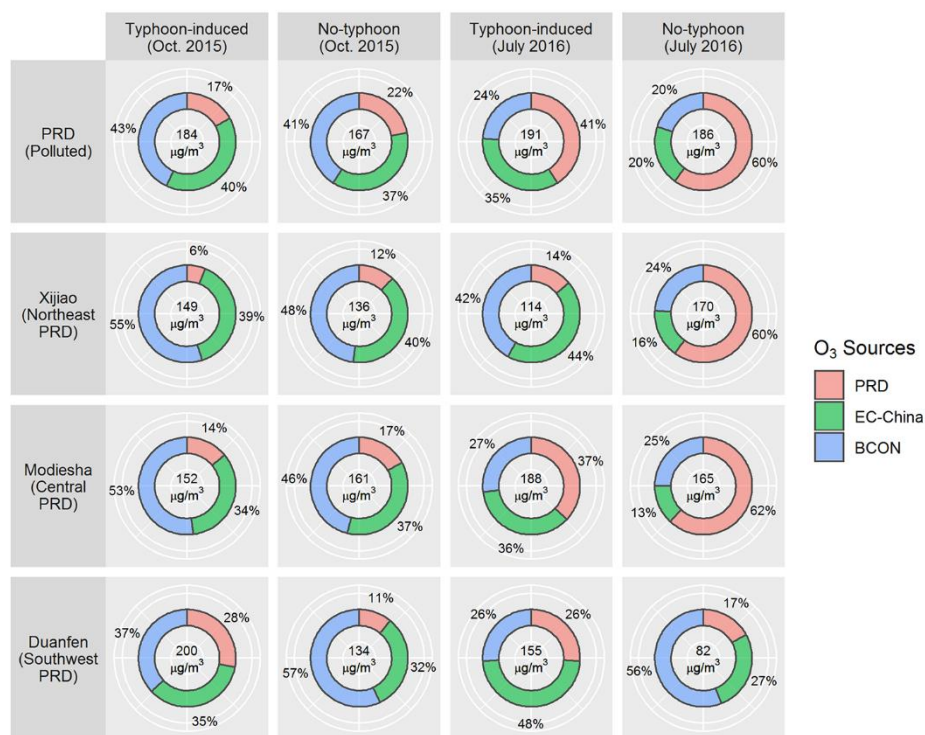 Typhoon-induced
(Oct. 2015)
No-typhoon
(Oct. 2015)
Typhoon-induced
(July 2016)
No-typhoon
(July 2016)
PRD
(Polluted)
17%
43%
184
μg/m³
40%
22%
41%
167
μg/m³
37%
24%
41%
191
μg/m³
35%
20%
186
μg/m³
20%
60%
Xijiao
(Northeast
PRD)
6%
149
μg/m³
55%
39%
12%
48%
136
μg/m³
40%
14%
42%
114
μg/m³
44%
24%
170
μg/m³
16%
60%
Modiesha
(Central
PRD)
14%
152
μg/m³
53%
34%
17%
46%
161
μg/m³
37%
27%
37%
188
μg/m³
36%
25%
165
μg/m³
13%
62%
Duanfen
(Southwest
PRD)
37%
28%
200
μg/m³
35%
11%
134
μg/m³
57%
32%
26%
26%
155
μg/m³
48%
17%
82
μg/m³
56%
27%
O₃ Sources
PRD
EC-China
BCON